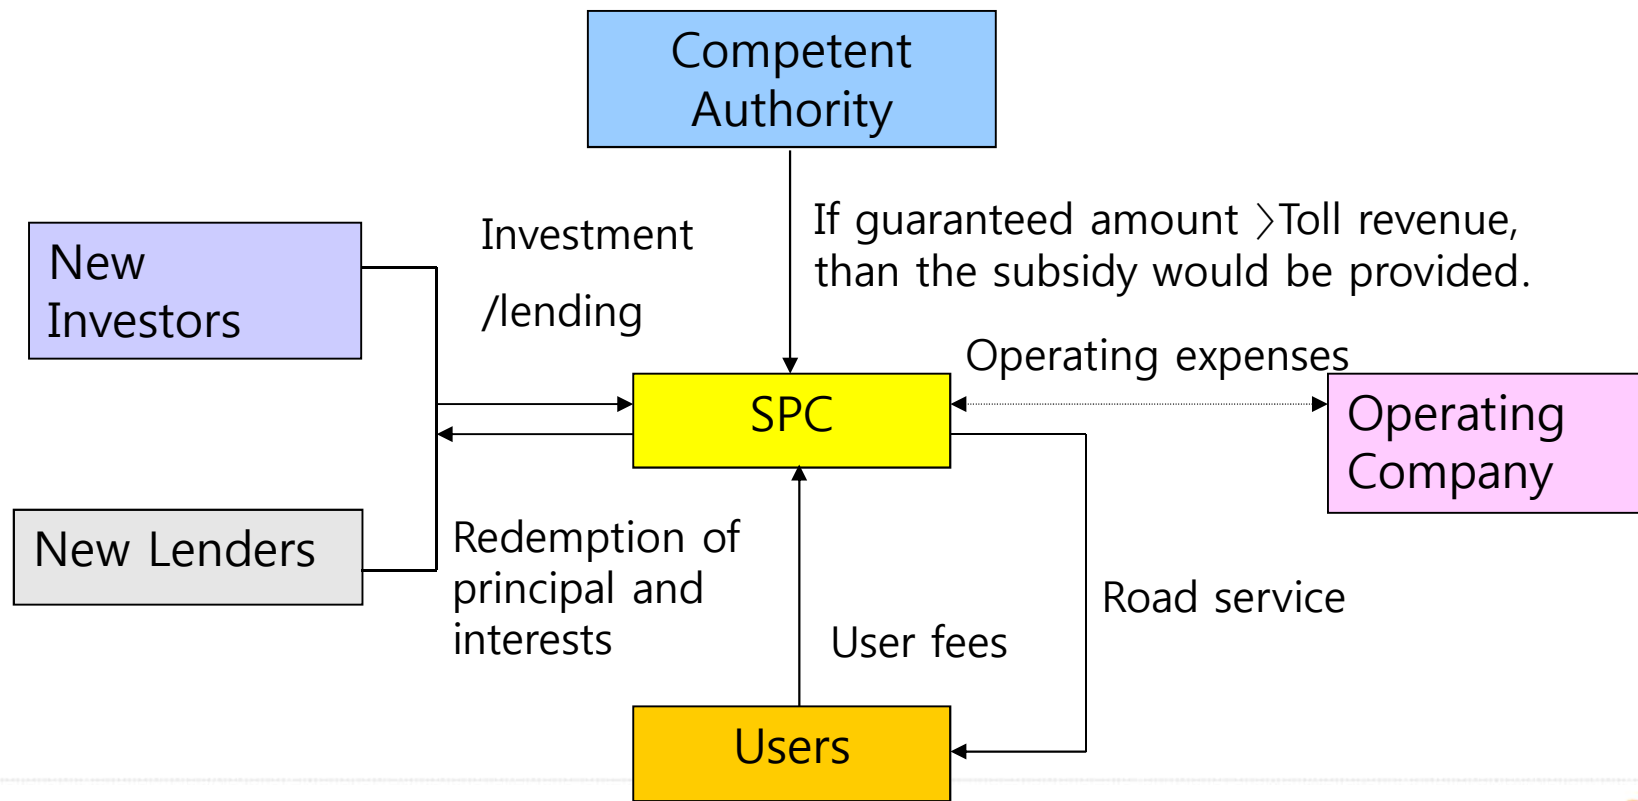 Competent
Authority
If guaranteed amount 〉Toll revenue,
than the subsidy would be provided.
Investment
/lending
New
Investors
Operating expenses
SPC
Operating
Company
New Lenders
Redemption of
principal and
interests
Road service
User fees
Users